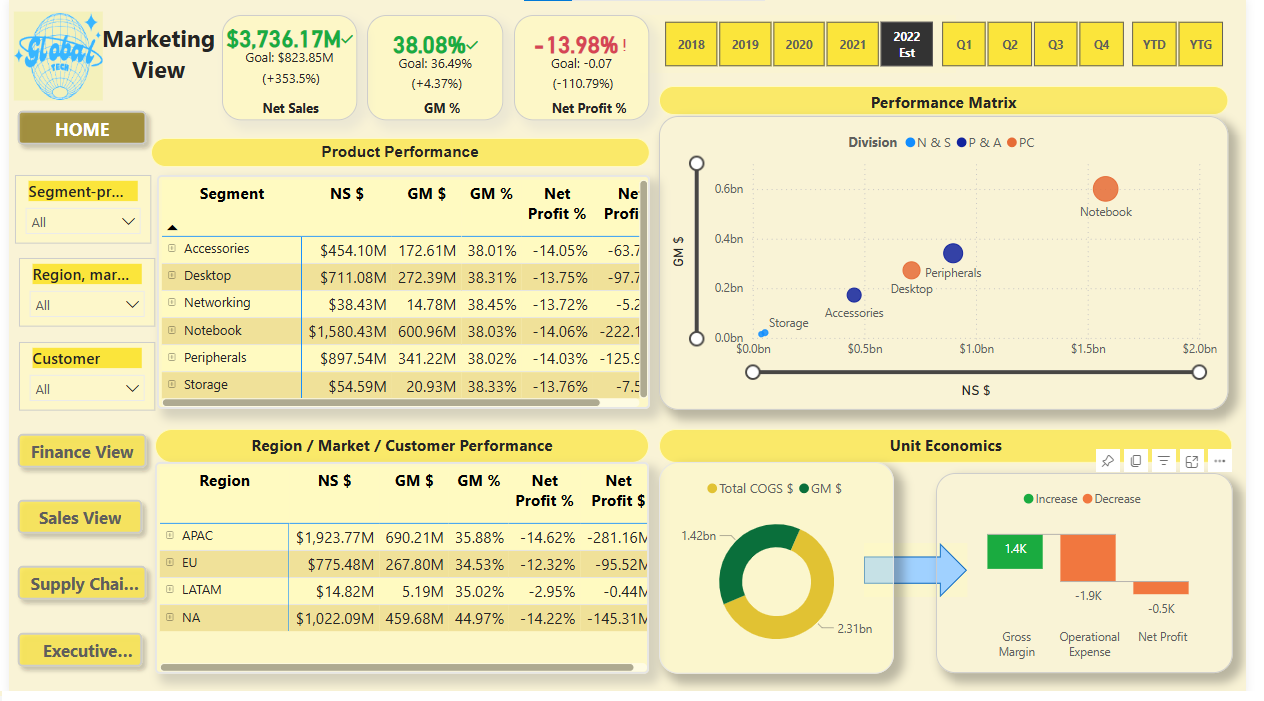 Global
TECH
Marketing
View
$3,736.17M
Goal: $823.85M
(+353.5%)
Net Sales
38.08%
Goal: 36.49%
(+4.37%)
GM %
-13.98% !
Goal: -0.07
(-110.79%)
Net Profit %
2018 2019 2020 2021 2022 Est Q1 Q2 Q3 Q4 YTD YTG
HOME
Segment-pr...
All
Region, mar...
All
Customer
All
Finance View
Sales View
Supply Chai...
Executive...
Product Performance
Segment NS $ GM $ GM % Net Profit % Net Profi
Accessories $454.10M 172.61M 38.01% -14.05% -63.7
Desktop $711.08M 272.39M 38.31% -13.75% -97.7
Networking $38.43M 14.78M 38.45% -13.72% -5.2
Notebook $1,580.43M 600.96M 38.03% -14.06% -222.1
Peripherals $897.54M 341.22M 38.02% -14.03% -125.9
Storage $54.59M 20.93M 38.33% -13.76% -7.5
Performance Matrix
Division N & S P & A PC
GM $
0.6bn
0.4bn
0.2bn
0.0bn
Notebook
Peripherals
Desktop
Accessories
Storage
$0.0bn $0.5bn $1.0bn $1.5bn $2.0bn
NS $
Region / Market / Customer Performance
Region NS $ GM $ GM % Net Profit % Net Profit $
APAC $1,923.77M 690.21M 35.88% -14.62% -281.16M
EU $775.48M 267.80M 34.53% -12.32% -95.52M
LATAM $14.82M 5.19M 35.02% -2.95% -0.44M
NA $1,022.09M 459.68M 44.97% -14.22% -145.31M
Unit Economics
Total COGS $ GM $
1.42bn
2.31bn
Increase Decrease
1.4K
-1.9K
-0.5K
Gross Margin
Operational Expense
Net Profit